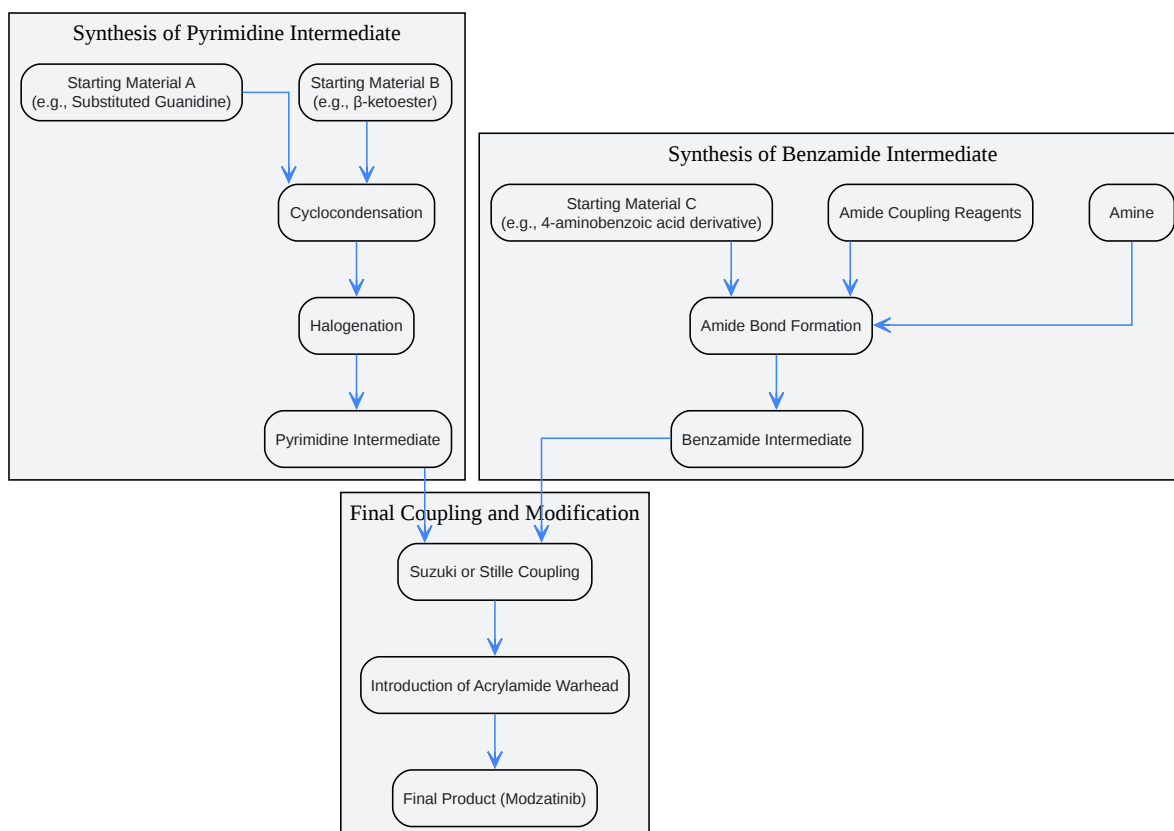 Synthesis of Pyrimidine Intermediate
Starting Material A
(e.g., Substituted Guanidine)
Starting Material B
(e.g., β-ketoester)
Cyclocondensation
Halogenation
Pyrimidine Intermediate
Synthesis of Benzamide Intermediate
Starting Material C
(e.g., 4-aminobenzoic acid derivative)
Amide Coupling Reagents
Amine
Amide Bond Formation
Benzamide Intermediate
Final Coupling and Modification
Suzuki or Stille Coupling
Introduction of Acrylamide Warhead
Final Product (Modzatinib)